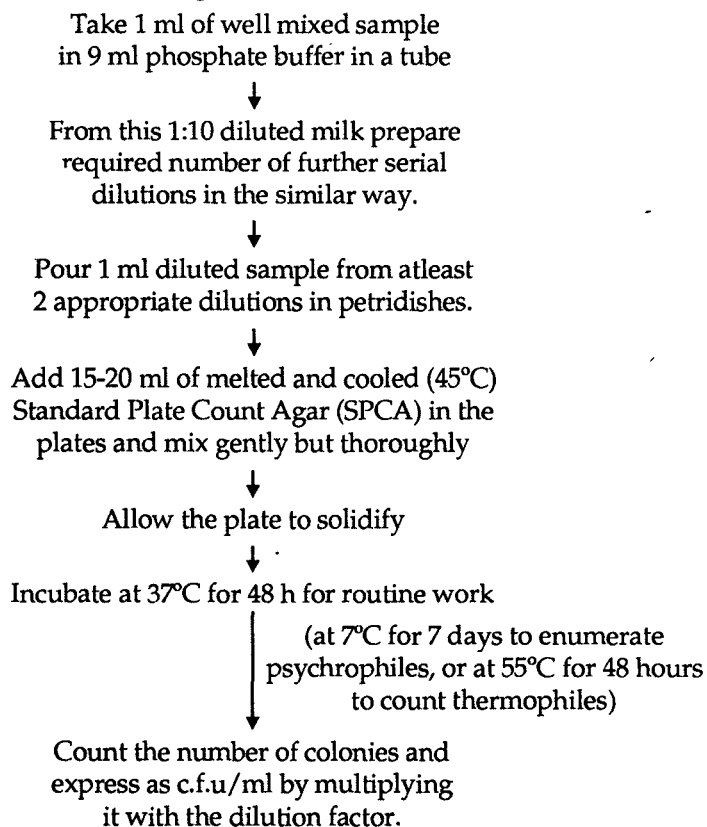 Take 1 ml of well mixed sample
in 9 ml phosphate buffer in a tube
From this 1:10 diluted milk prepare
required number of further serial
dilutions in the similar way.
Pour 1 ml diluted sample from atleast
2 appropriate dilutions in petridishes.
Add 15-20 ml of melted and cooled (45°C)
Standard Plate Count Agar (SPCA) in the
plates and mix gently but thoroughly
Allow the plate to solidify
Incubate at 37°C for 48 h for routine work
(at 7°C for 7 days to enumerate
psychrophiles, or at 55°C for 48 hours
to count thermophiles)
Count the number of colonies and
express as c.f.u/ml by multiplying
it with the dilution factor.